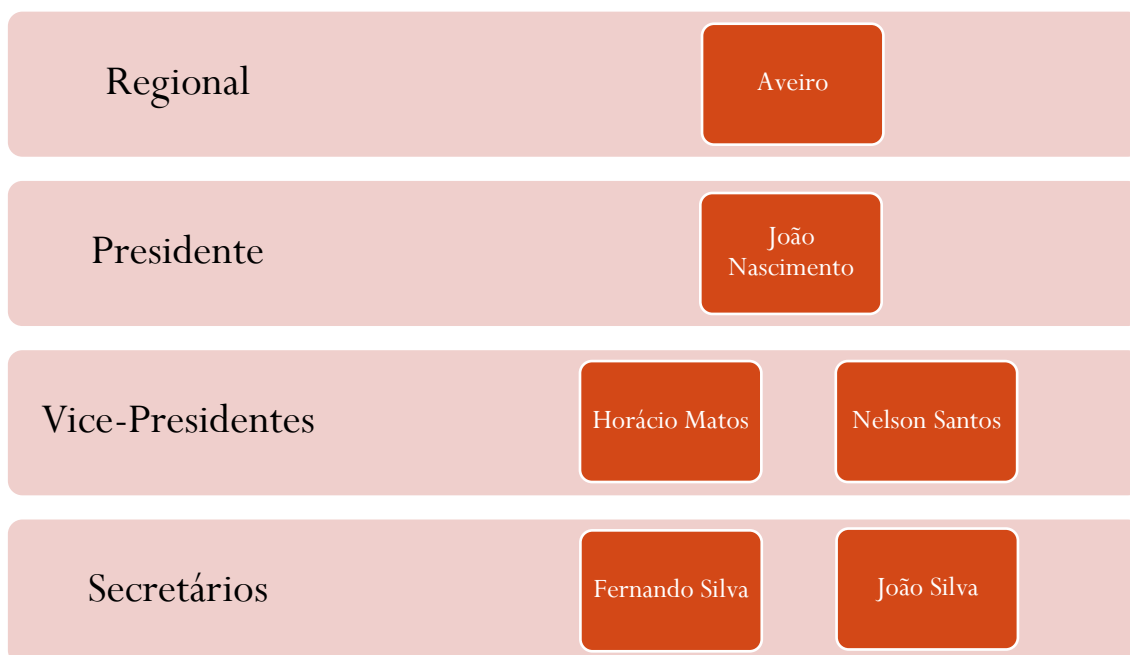 Regional
Aveiro
Presidente
João
Nascimento
Vice-Presidentes
Horácio Matos
Nelson Santos
Secretários
Fernando Silva
João Silva